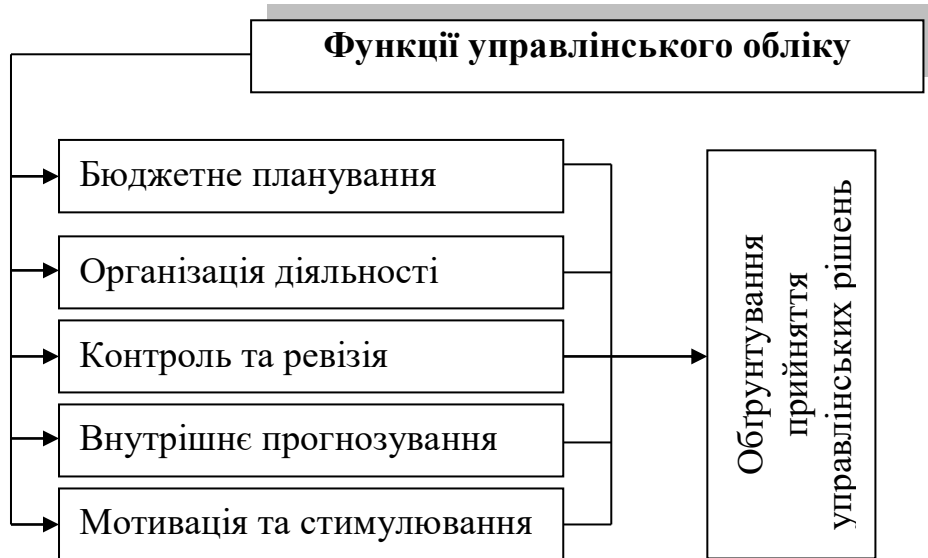 Функції управлінського обліку
Бюджетне планування
Організація діяльності
Контроль та ревізія
Внутрішнє прогнозування
Мотивація та стимулювання
Обґрунтування
прийняття
управлінських рішень